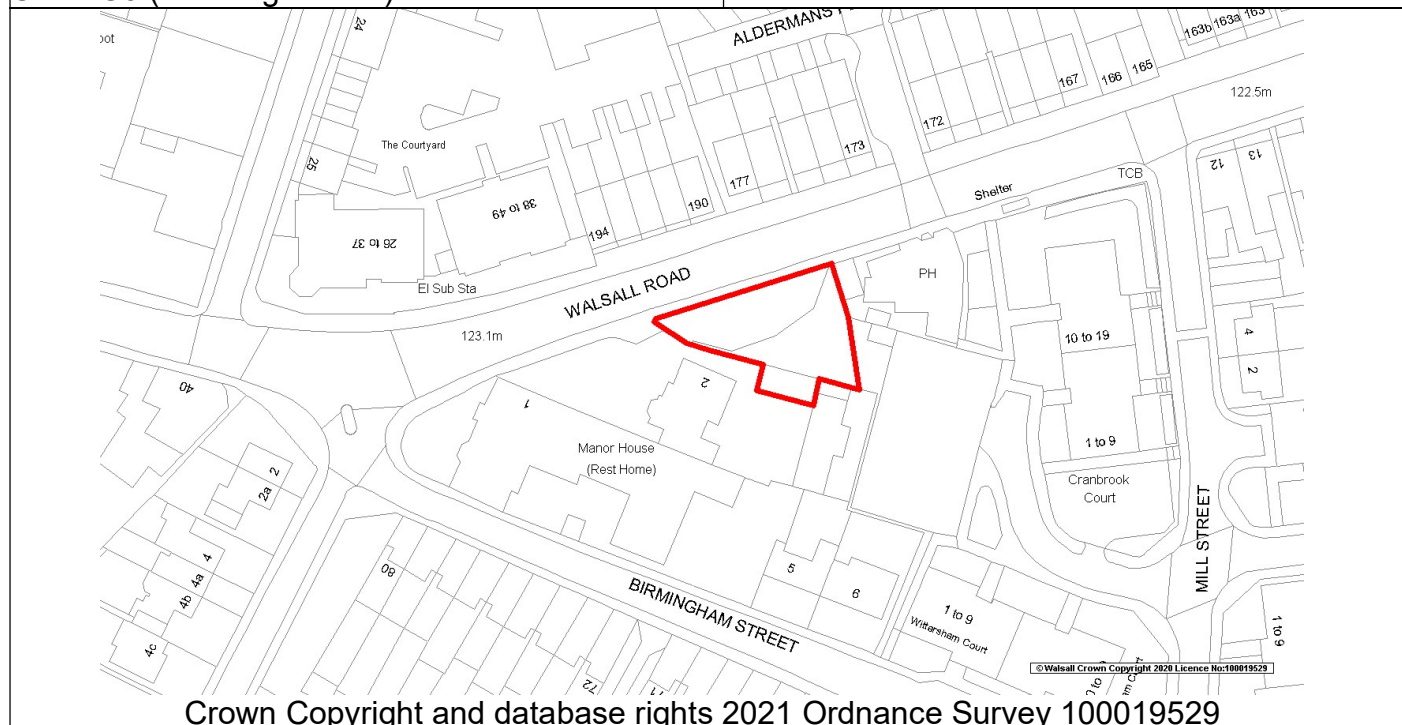 24
ALDERMANS
163b 163a 163
165
166
167
122.5m
172
The Courtyard
25
173
177
12 13
TCB
Shelter
38 to 49
190
194
26 to 37
PH
El Sub Sta
WALSALL ROAD
123.1m
10 to 19
4
2
40
2
1
1 to 9
Manor House
(Rest Home)
Cranbrook
Court
2
2a
MILL STREET
4
4a
4b
4c
80
5
6
BIRMINGHAM STREET
1 to 9
Wittersham Court
1 to 9
72
71
© Walsall Crown Copyright 2020 Licence No:100019529
Crown Copyright and database rights 2021 Ordnance Survey 100019529